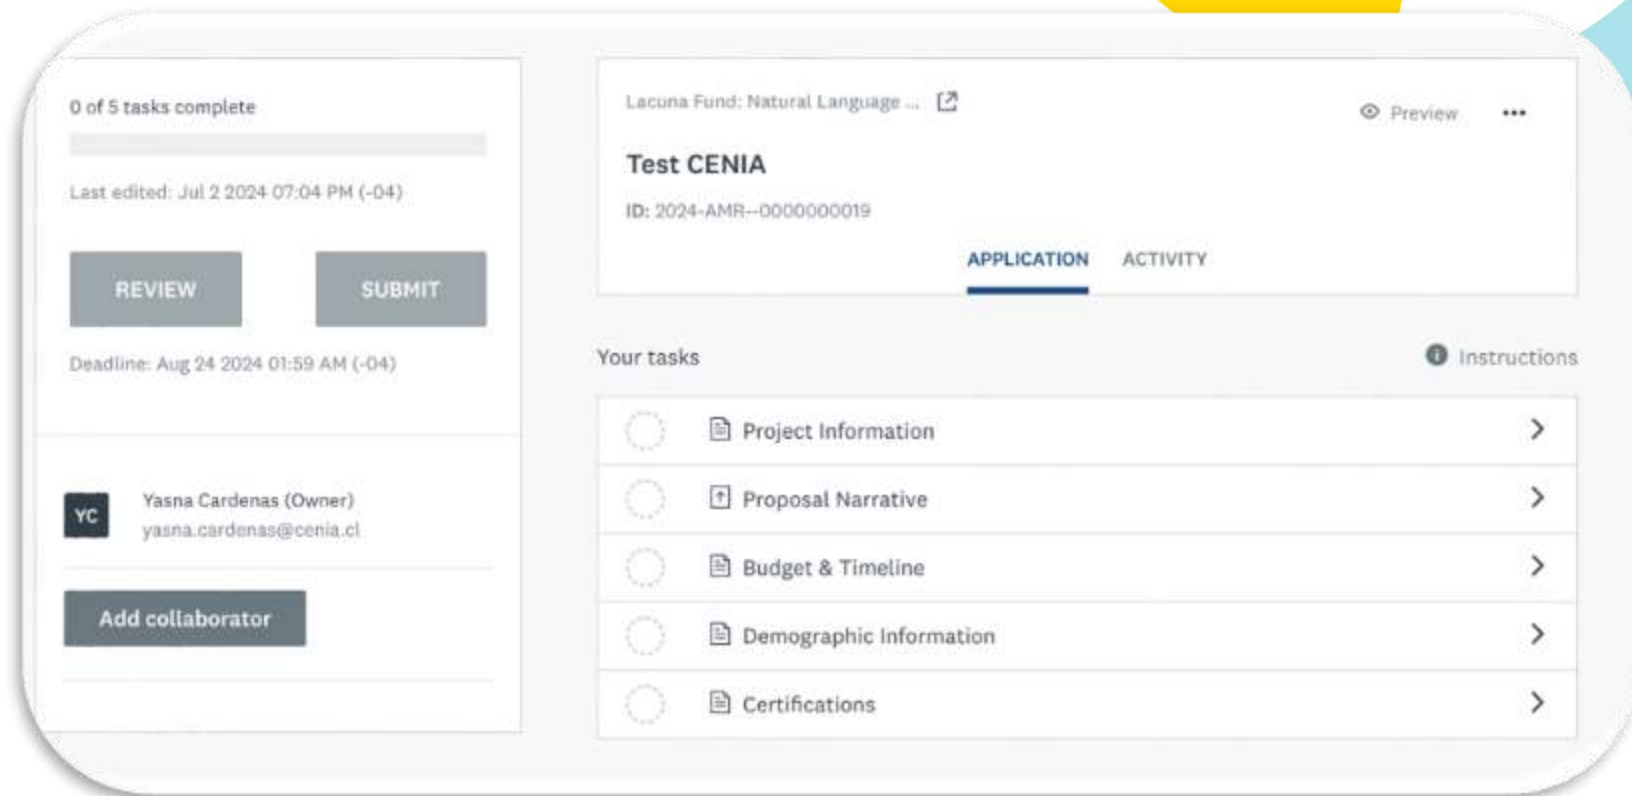 0 of 5 tasks complete
Last edited: Jul 2 2024 07:04 PM (-04)
REVIEW
SUBMIT
Deadline: Aug 24 2024 01:59 AM (-04)
YC
Yasna Cardenas (Owner)
yasna.cardenas@cenia.cl
Add collaborator
Lacuna Fund: Natural Language ...
Preview
Test CENIA
ID: 2024-AMR--0000000019
APPLICATION
ACTIVITY
Your tasks
Instructions
Project Information
Proposal Narrative
Budget & Timeline
Demographic Information
Certifications